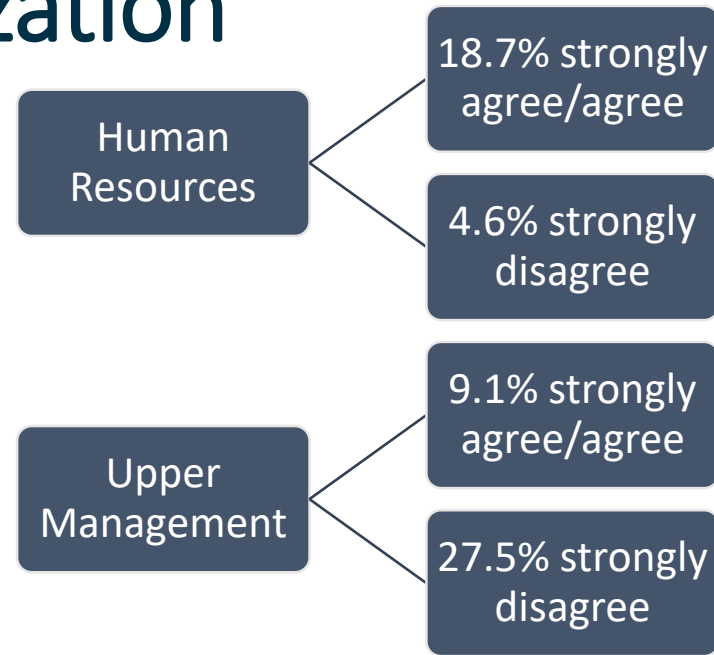 zation
Human
Resources
18.7% strongly
agree/agree
4.6% strongly
disagree
Upper
Management
9.1% strongly
agree/agree
27.5% strongly
disagree